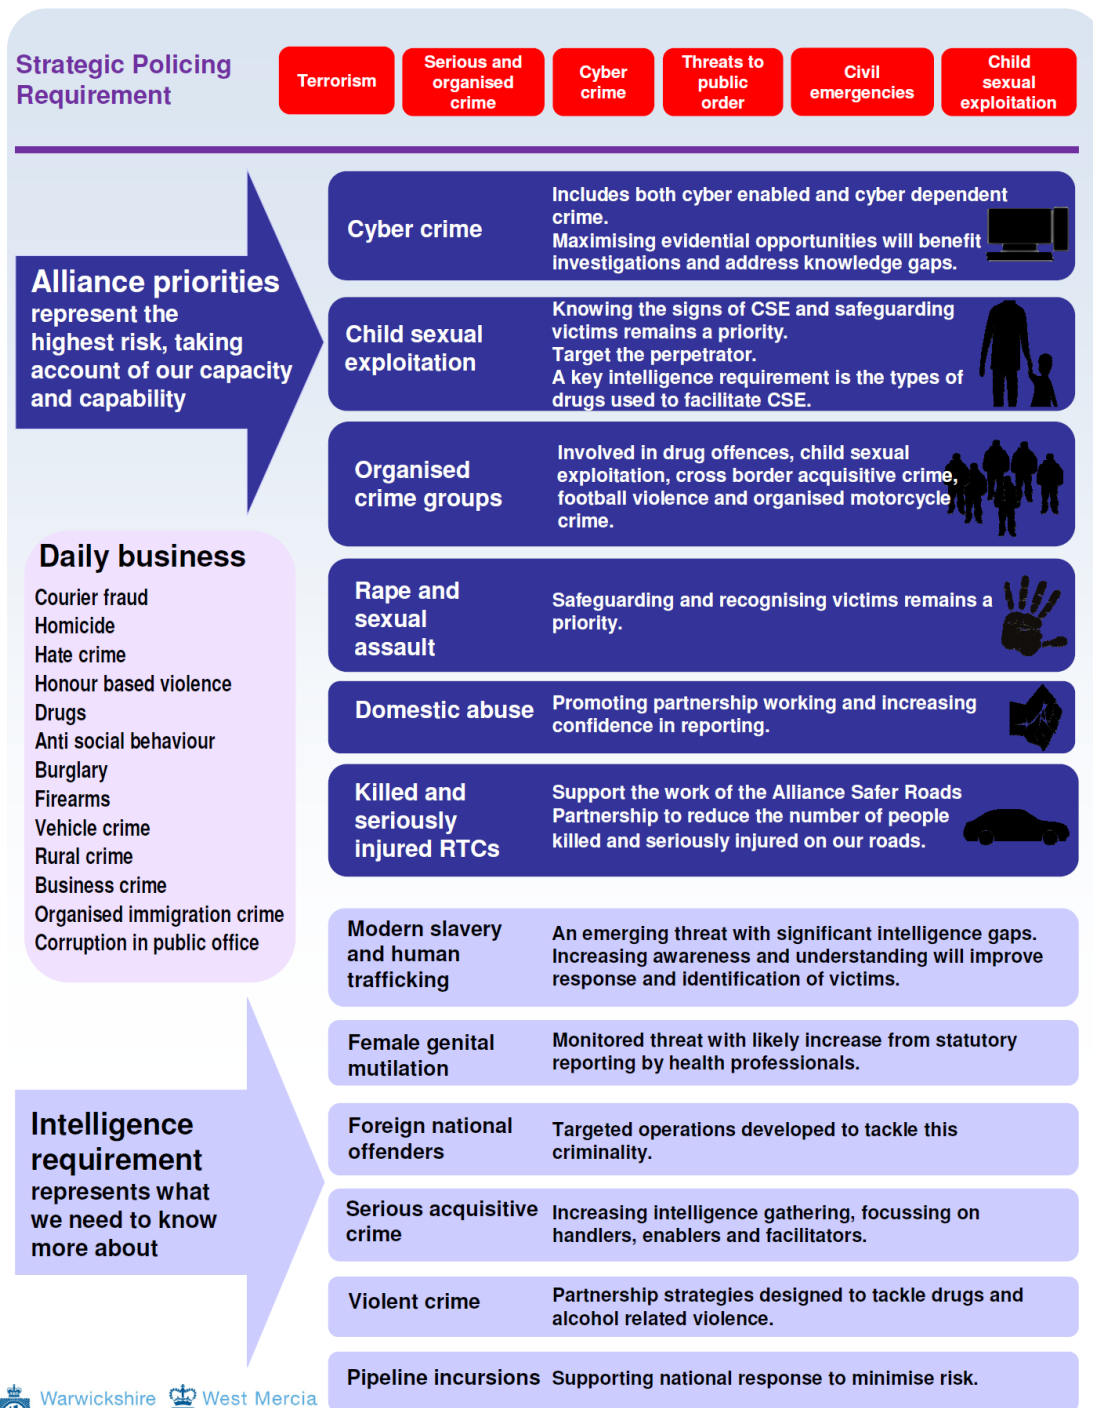 Strategic Policing
Requirement
Terrorism
Serious and
organised
crime
Cyber
crime
Threats to
public
order
Civil
emergencies
Child
sexual
exploitation
Alliance priorities
represent the
highest risk, taking
account of our capacity
and capability
Cyber crime
Includes both cyber enabled and cyber dependent
crime.
Maximising evidential opportunities will benefit
investigations and address knowledge gaps.
Child sexual
exploitation
Knowing the signs of CSE and safeguarding
victims remains a priority.
Target the perpetrator.
A key intelligence requirement is the types of
drugs used to facilitate CSE.
Organised
crime groups
Involved in drug offences, child sexual
exploitation, cross border acquisitive crime,
football violence and organised motorcycle
crime.
Rape and
sexual
assault
Safeguarding and recognising victims remains a
priority.
Domestic abuse
Promoting partnership working and increasing
confidence in reporting.
Killed and
seriously
injured RTCs
Support the work of the Alliance Safer Roads
Partnership to reduce the number of people
killed and seriously injured on our roads.
Daily business
Courier fraud
Homicide
Hate crime
Honour based violence
Drugs
Anti social behaviour
Burglary
Firearms
Vehicle crime
Rural crime
Business crime
Organised immigration crime
Corruption in public office
Intelligence
requirement
represents what
we need to know
more about
Modern slavery
and human
trafficking
An emerging threat with significant intelligence gaps.
Increasing awareness and understanding will improve
response and identification of victims.
Female genital
mutilation
Monitored threat with likely increase from statutory
reporting by health professionals.
Foreign national
offenders
Targeted operations developed to tackle this
criminality.
Serious acquisitive
crime
Increasing intelligence gathering, focussing on
handlers, enablers and facilitators.
Violent crime
Partnership strategies designed to tackle drugs and
alcohol related violence.
Pipeline incursions
Supporting national response to minimise risk.
Warwickshire
West Mercia